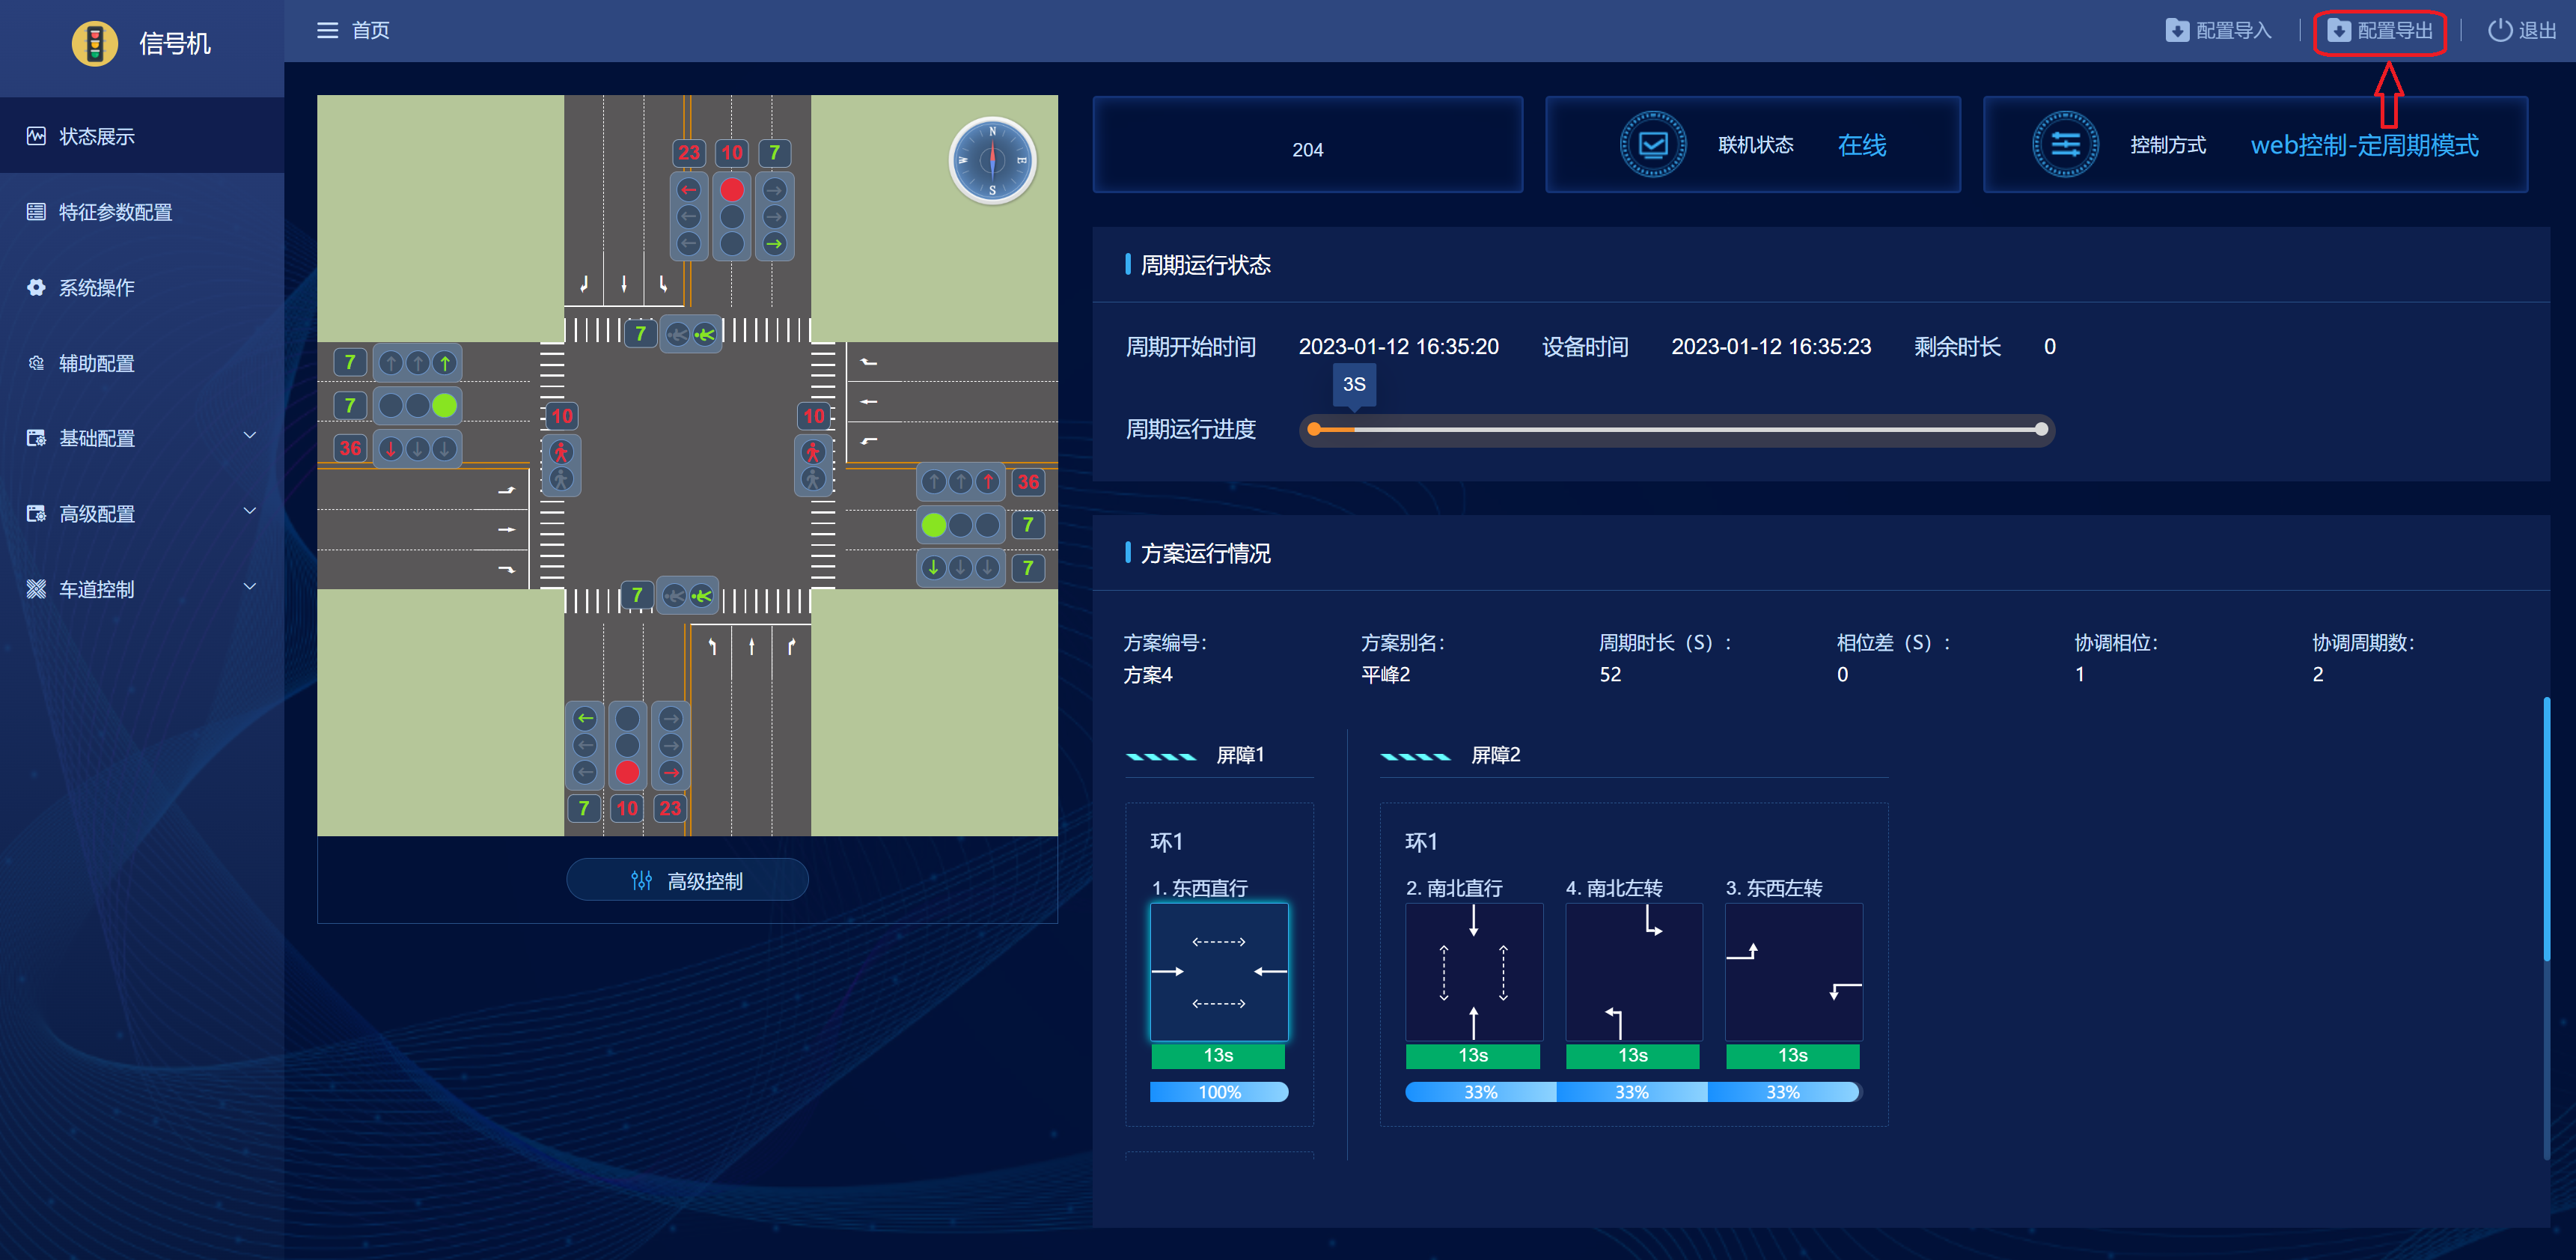 信号机
首页
配置导入
配置导出
退出
状态展示
特征参数配置
系统操作
辅助配置
基础配置
高级配置
车道控制
23 10 7
N
E
S
W
7
7
7
36
10
10
36
7
7
7
7 10 23
高级控制
204
联机状态 在线
控制方式 web控制-定周期模式
周期运行状态
周期开始时间 2023-01-12 16:35:20 设备时间 2023-01-12 16:35:23 剩余时长 0
3S
周期运行进度
方案运行情况
方案编号: 方案别名: 周期时长（S）: 相位差（S）: 协调相位: 协调周期数:
方案4 平峰2 52 0 1 2
屏障1
屏障2
环1
环1
1. 东西直行
2. 南北直行 4. 南北左转 3. 东西左转
13s
13s 13s 13s
100%
33% 33% 33%